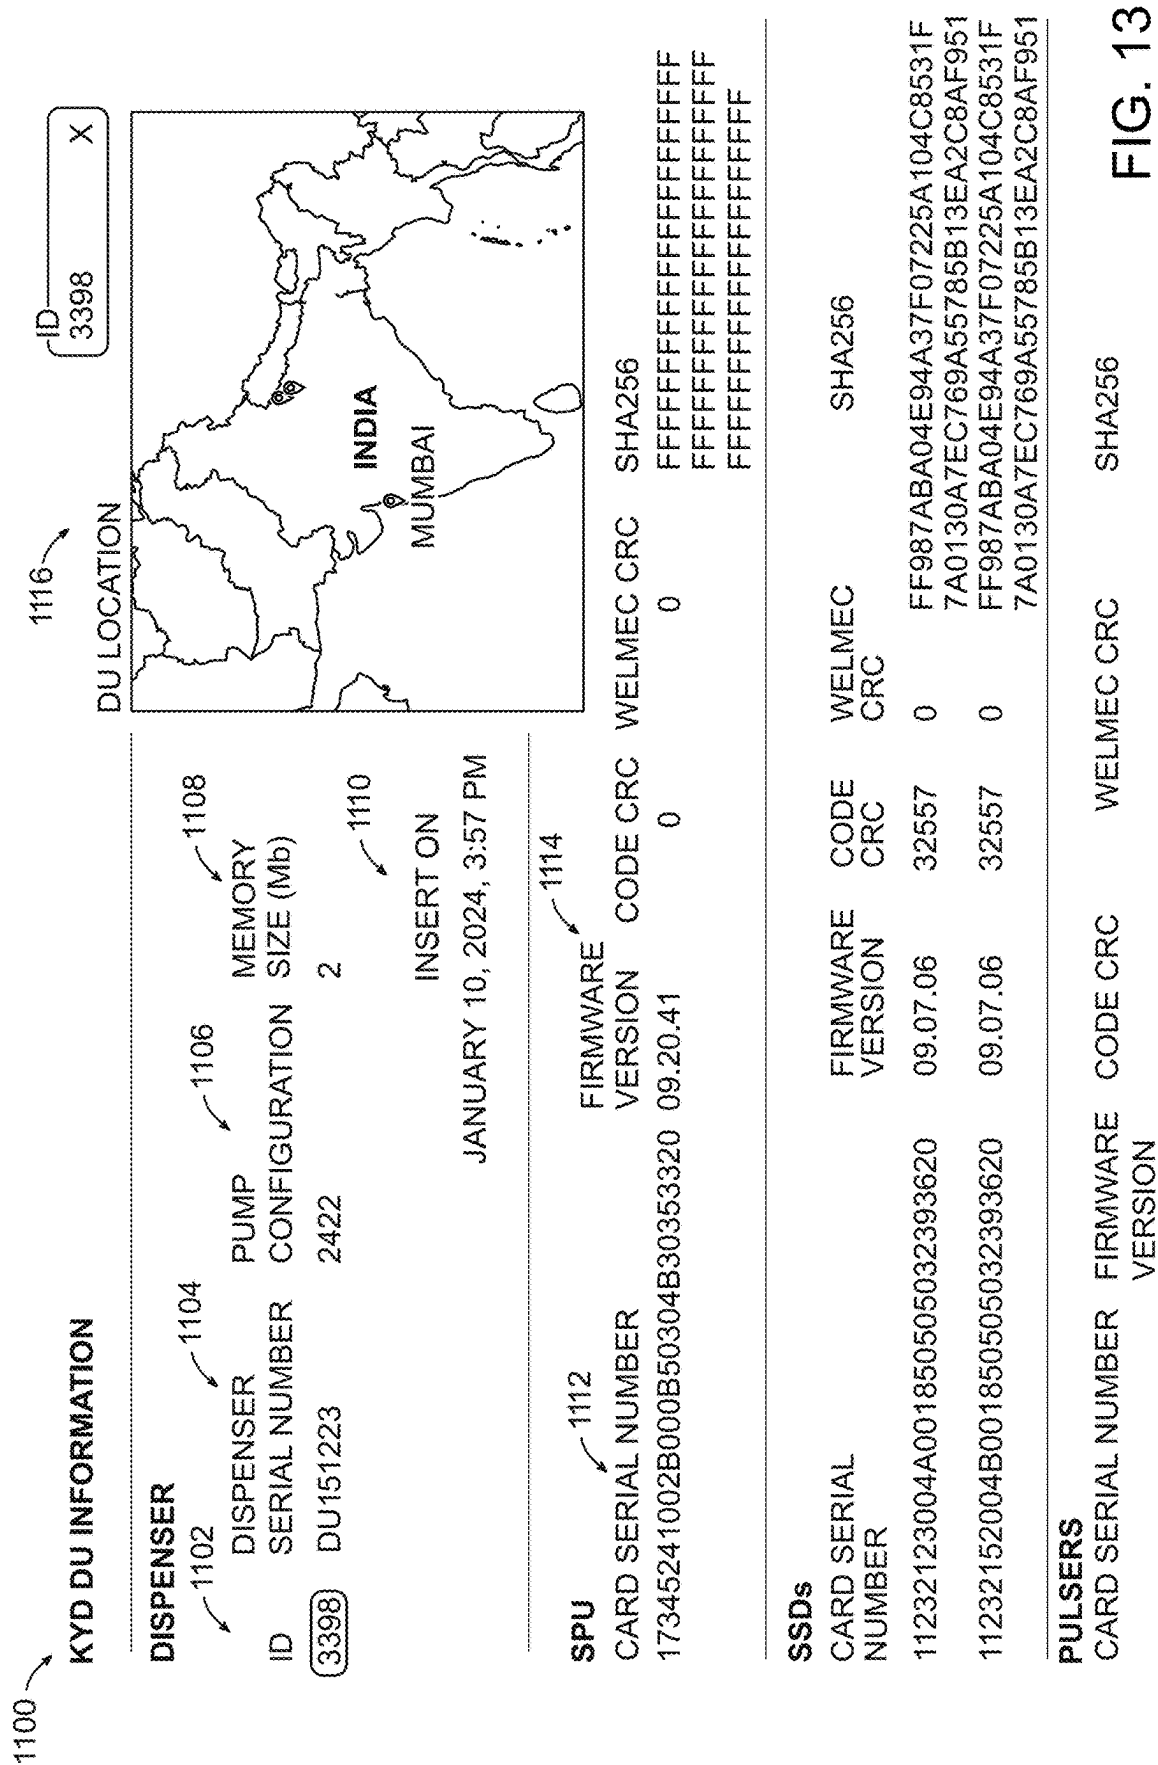 1100
KYD DU INFORMATION
ID
3398 X
1116
DU LOCATION
INDIA
MUMBAI
DISPENSER
1102
1104
1106
1108
ID
DISPENSER
SERIAL NUMBER
PUMP
CONFIGURATION
MEMORY
SIZE (Mb)
3398 DU151223 2422 2
1110
INSERT ON
JANUARY 10, 2024, 3:57 PM
SPU
1112
1114
CARD SERIAL NUMBER
FIRMWARE
VERSION
CODE CRC WELMEC CRC SHA256
17345241002B000B50304B30353320 09.20.41 0 0
FFFFFFFFFFFFFFFFFFFFFF
FFFFFFFFFFFFFFFFFFFFFF
FFFFFFFFFFFFFFFFFFFF
SSDs
CARD SERIAL
NUMBER
FIRMWARE
VERSION
CODE
CRC
WELMEC
CRC
SHA256
11232123004A001850505032393620 09.07.06 32557 0 FF987ABA04E94A37F07225A104C8531F
7A0130A7EC769A55785B13EA2C8AF951
11232152004B001850505032393620 09.07.06 32557 0 FF987ABA04E94A37F07225A104C8531F
7A0130A7EC769A55785B13EA2C8AF951
PULSERS
CARD SERIAL NUMBER
FIRMWARE
VERSION
CODE CRC WELMEC CRC SHA256
FIG. 13